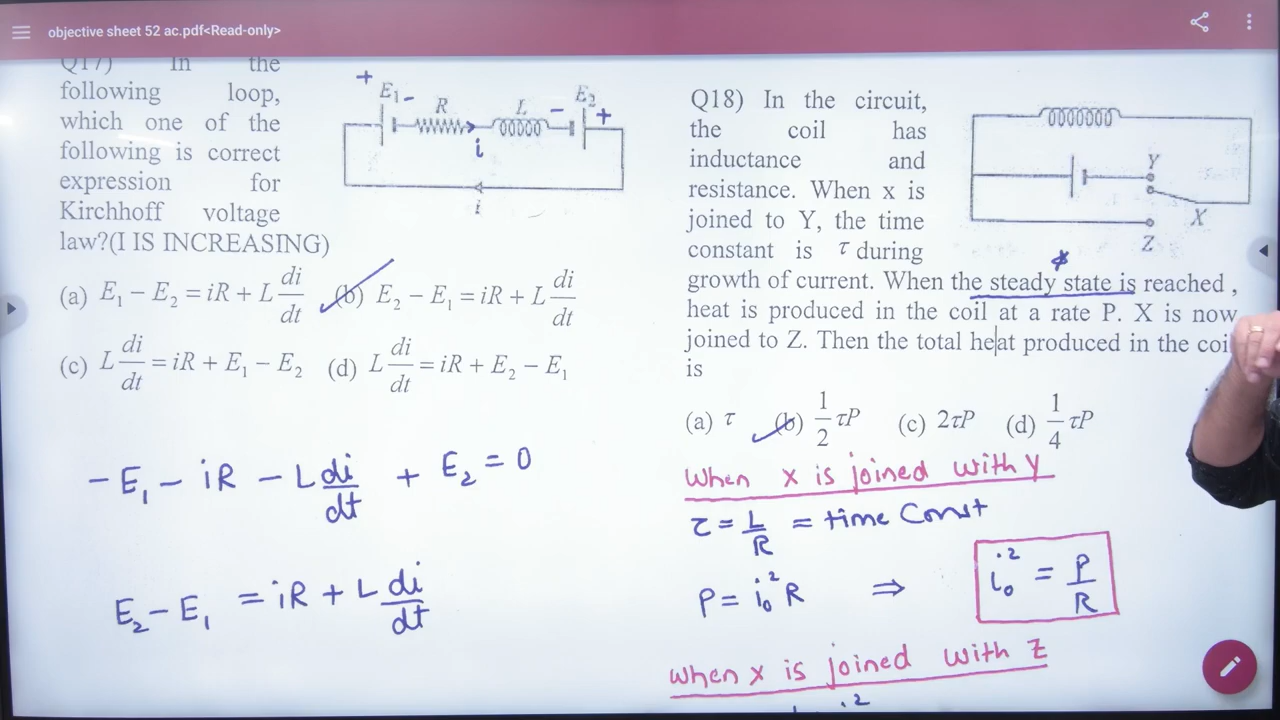 objective sheet 52 ac.pdf<Read-only>
Q17) In the
following loop,
which one of the
following is correct
expression for
Kirchhoff voltage
law?(I IS INCREASING)
+ E₁ - R L - E₂ +
i
i
(a) E₁ − E₂ = iR + L di/dt (b) E₂ − E₁ = iR + L di/dt
(c) L di/dt = iR + E₁ − E₂ (d) L di/dt = iR + E₂ − E₁
-E₁ - iR - L di/dt + E₂ = 0
E₂ - E₁ = iR + L di/dt
Q18) In the circuit,
the coil has
inductance and
resistance. When x is
joined to Y, the time
constant is τ during
growth of current. When the steady state is reached ,
heat is produced in the coil at a rate P. X is now
joined to Z. Then the total heat produced in the coi
is
Y
X
Z
(a) τ (b) 1/2 τP (c) 2τP (d) 1/4 τP
When x is joined with Y
τ = L/R = time Const
P = i₀² R ⇒ i₀² = P/R
When x is joined with Z